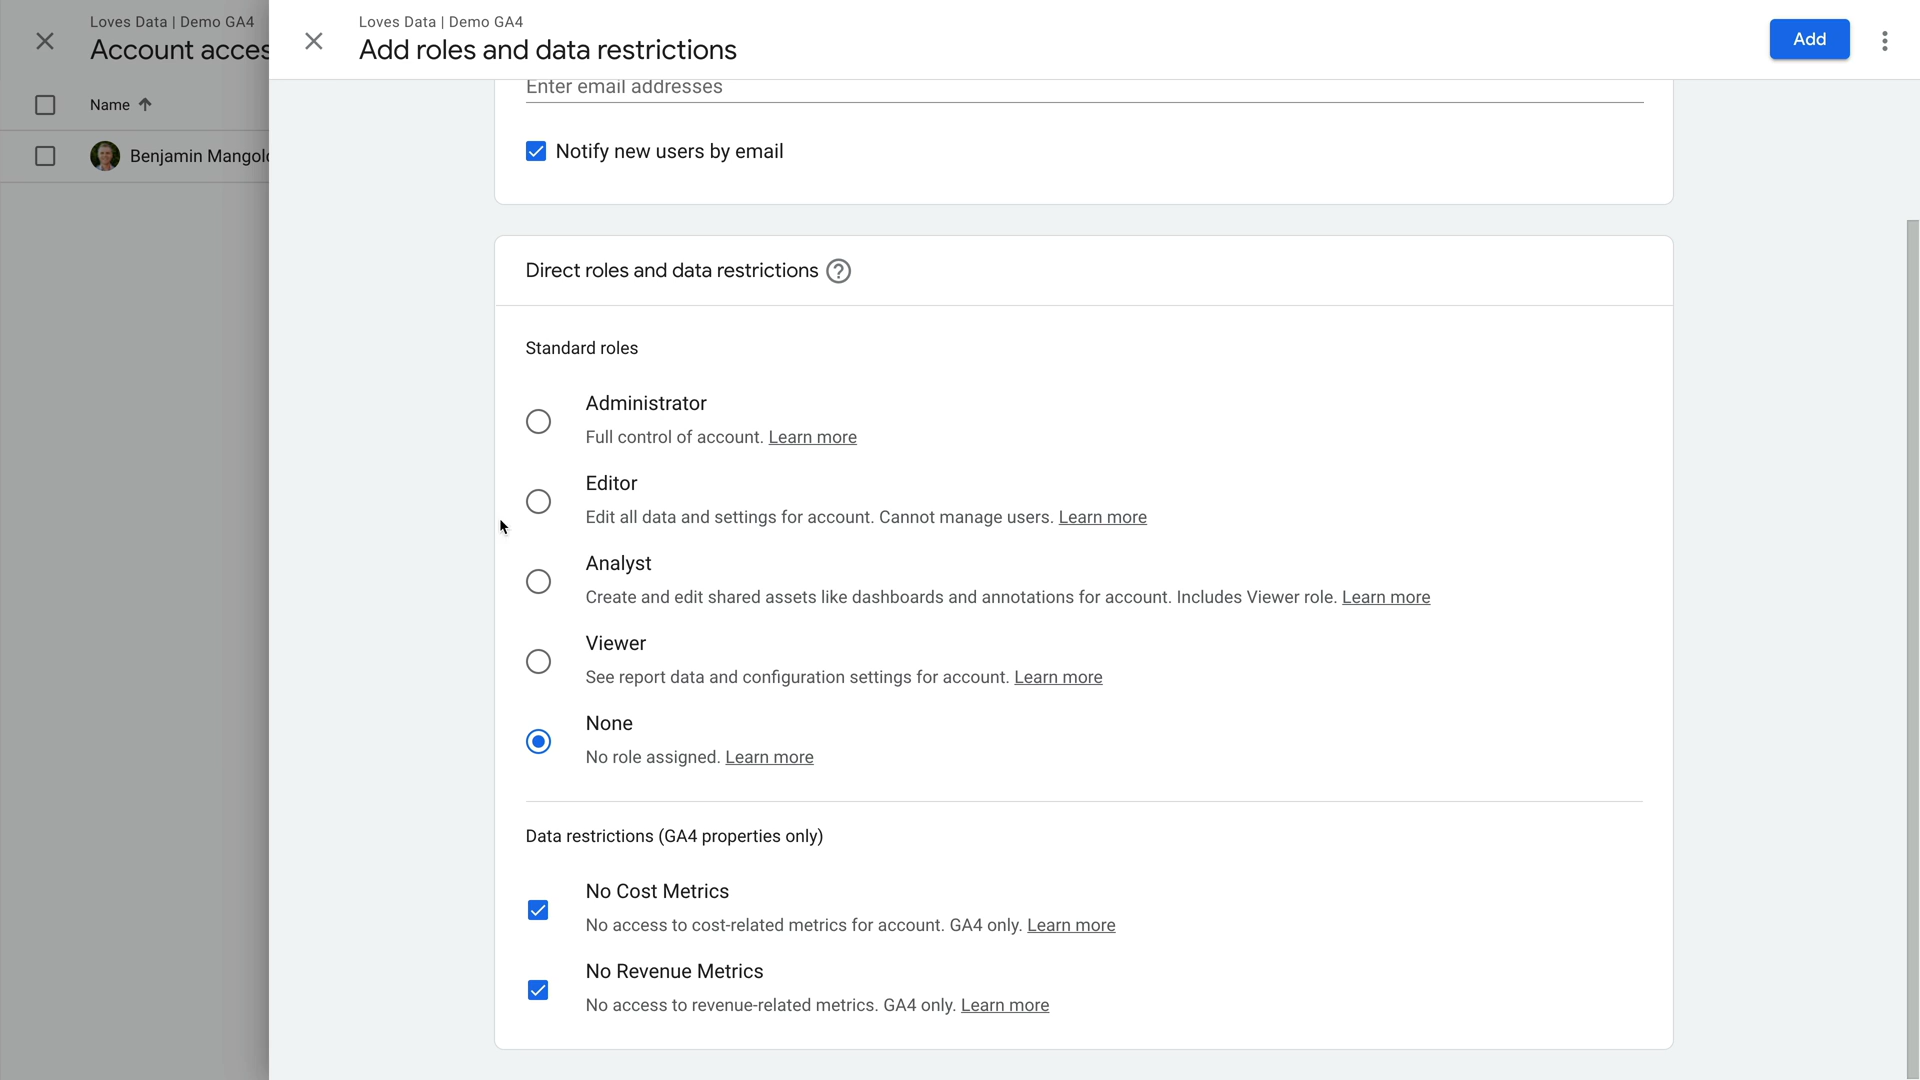 Loves Data | Demo GA4
Account acces
Name
Benjamin Mangol
Loves Data | Demo GA4
Add roles and data restrictions
Add
Enter email addresses
Notify new users by email
Direct roles and data restrictions
Standard roles
Administrator
Full control of account. Learn more
Editor
Edit all data and settings for account. Cannot manage users. Learn more
Analyst
Create and edit shared assets like dashboards and annotations for account. Includes Viewer role. Learn more
Viewer
See report data and configuration settings for account. Learn more
None
No role assigned. Learn more
Data restrictions (GA4 properties only)
No Cost Metrics
No access to cost-related metrics for account. GA4 only. Learn more
No Revenue Metrics
No access to revenue-related metrics. GA4 only. Learn more